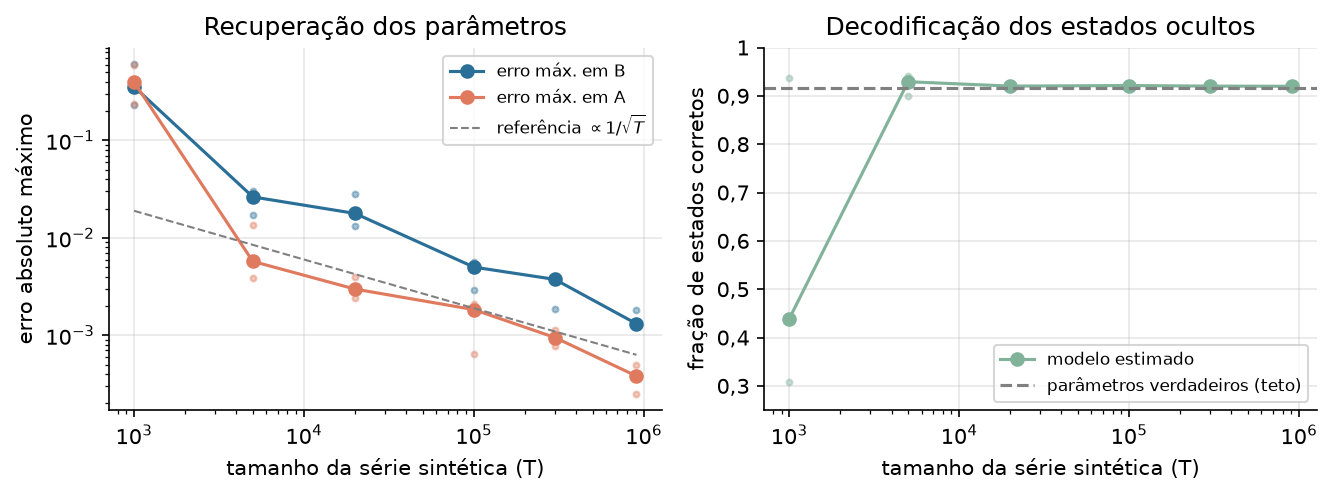 Recuperação dos parâmetros
erro absoluto máximo
10⁻¹
10⁻²
10⁻³
erro máx. em B
erro máx. em A
referência ∝ 1/√T
10³
10⁴
10⁵
10⁶
tamanho da série sintética (T)
Decodificação dos estados ocultos
fração de estados corretos
1
0,9
0,8
0,7
0,6
0,5
0,4
0,3
modelo estimado
parâmetros verdadeiros (teto)
10³
10⁴
10⁵
10⁶
tamanho da série sintética (T)